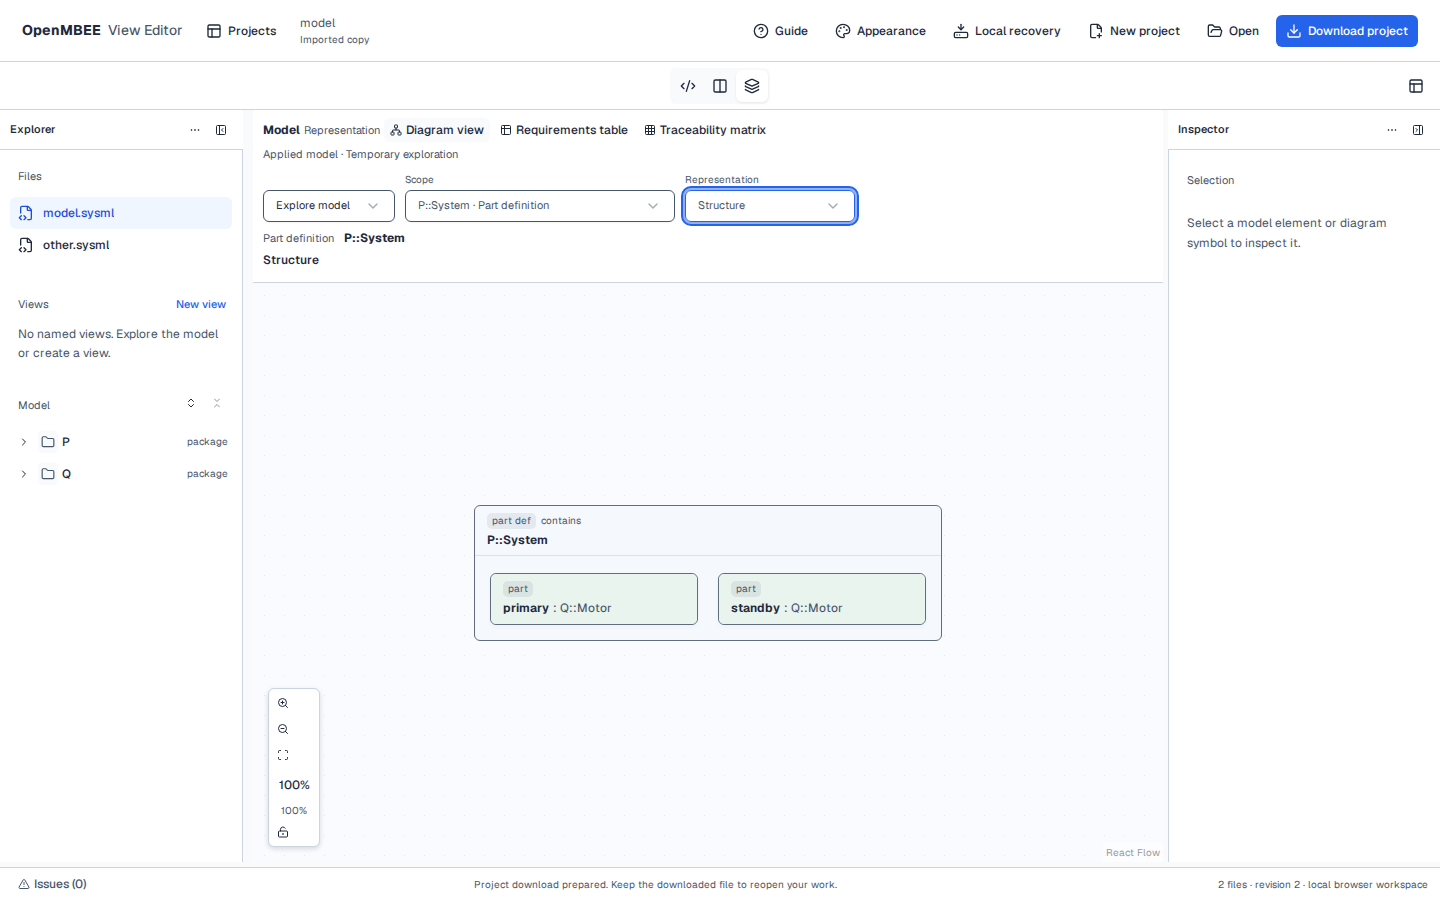 OpenMBEE View Editor
Projects
model
Imported copy
Guide
Appearance
Local recovery
New project
Open
Download project
Explorer
Files
model.sysml
other.sysml
Views
New view
No named views. Explore the model
or create a view.
Model
P
package
Q
package
Model Representation
Diagram view
Requirements table
Traceability matrix
Applied model · Temporary exploration
Scope
Representation
Explore model
P::System · Part definition
Structure
Part definition P::System
Structure
part def contains
P::System
part
primary : Q::Motor
part
standby : Q::Motor
100%
100%
React Flow
Inspector
Selection
Select a model element or diagram
symbol to inspect it.
Issues (0)
Project download prepared. Keep the downloaded file to reopen your work.
2 files · revision 2 · local browser workspace